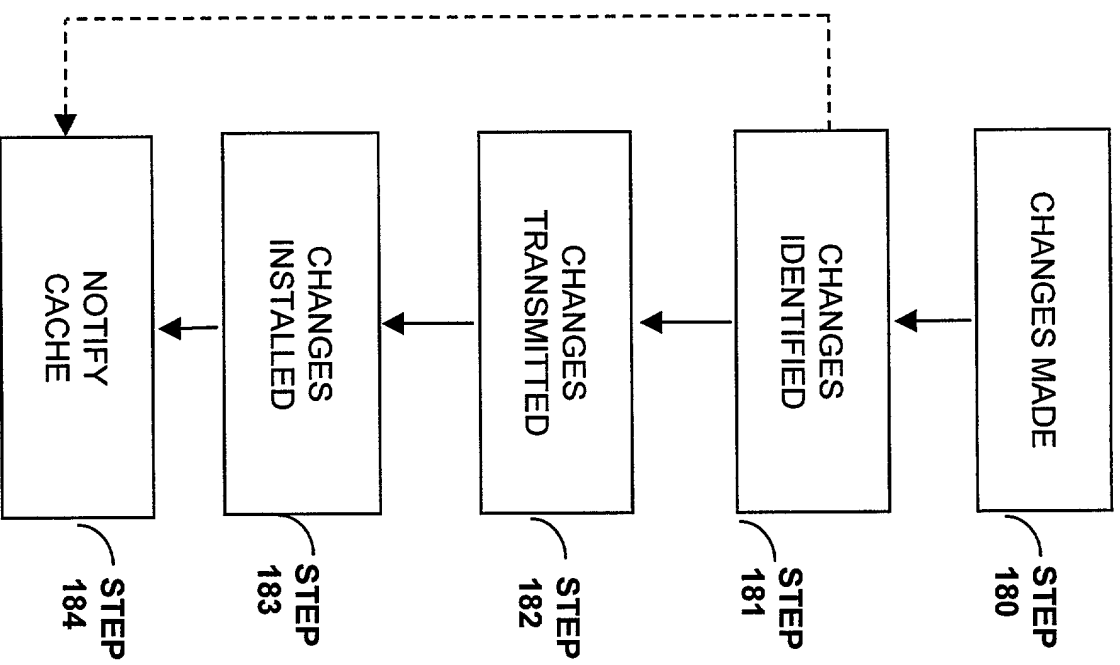 CHANGES MADE
STEP
180
CHANGES
IDENTIFIED
STEP
181
CHANGES
TRANSMITTED
STEP
182
CHANGES
INSTALLED
STEP
183
NOTIFY
CACHE
STEP
184